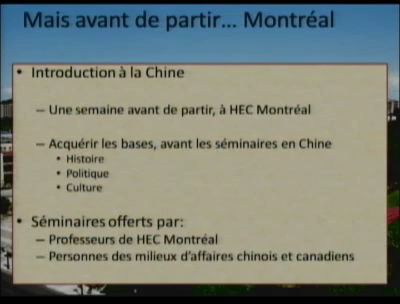 Mais avant de partir... Montréal
• Introduction à la Chine
– Une semaine avant de partir, à HEC Montréal
– Acquérir les bases, avant les séminaires en Chine
• Histoire
• Politique
• Culture
• Séminaires offerts par:
– Professeurs de HEC Montréal
– Personnes des milieux d'affaires chinois et canadiens